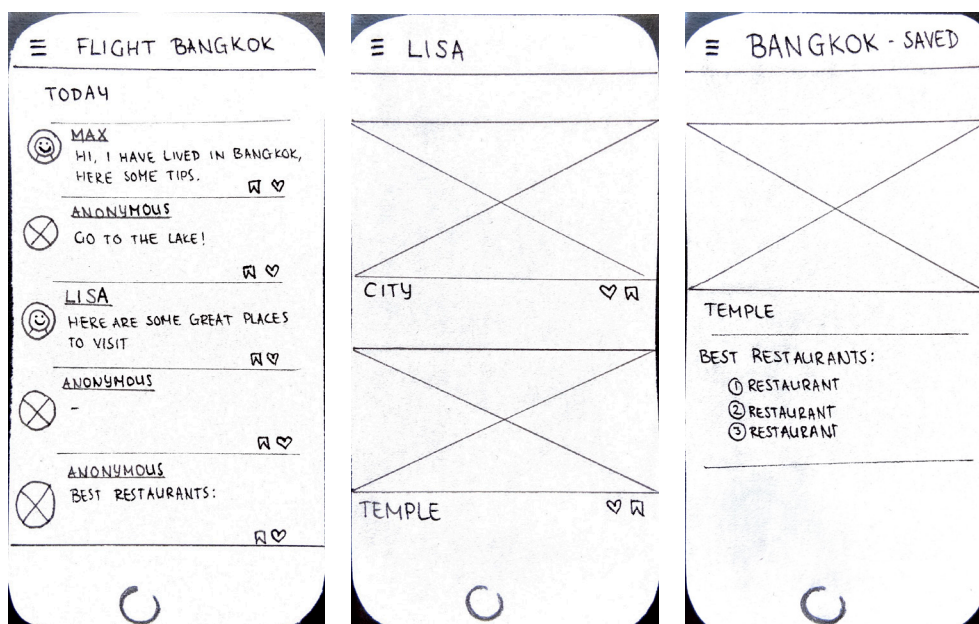 FLIGHT BANGKOK
TODAY
MAX
HI, I HAVE LIVED IN BANGKOK,
HERE SOME TIPS.
ANONYMOUS
GO TO THE LAKE!
LISA
HERE ARE SOME GREAT PLACES
TO VISIT
ANONYMOUS
-
ANONYMOUS
BEST RESTAURANTS:
LISA
CITY
TEMPLE
BANGKOK - SAVED
TEMPLE
BEST RESTAURANTS:
1 RESTAURANT
2 RESTAURANT
3 RESTAURANT